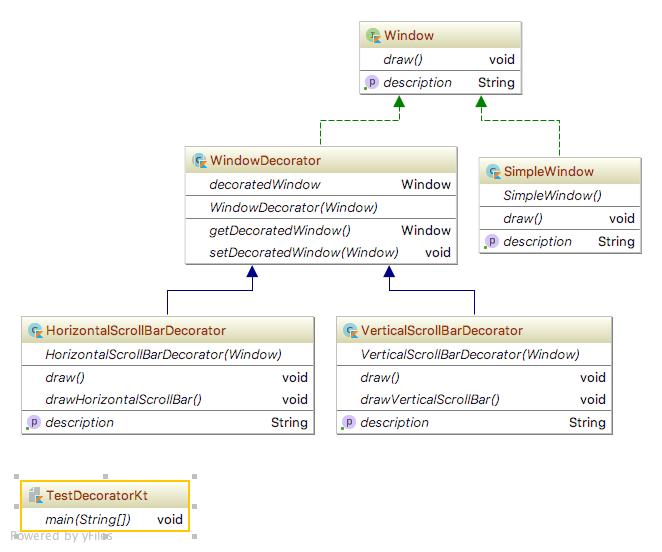 Window
draw() void
description String
WindowDecorator
decoratedWindow Window
WindowDecorator(Window)
getDecoratedWindow() Window
setDecoratedWindow(Window) void
SimpleWindow
SimpleWindow()
draw() void
description String
HorizontalScrollBarDecorator
HorizontalScrollBarDecorator(Window)
draw() void
drawHorizontalScrollBar() void
description String
VerticalScrollBarDecorator
VerticalScrollBarDecorator(Window)
draw() void
drawVerticalScrollBar() void
description String
TestDecoratorKt
main(String[]) void
Powered by yFiles